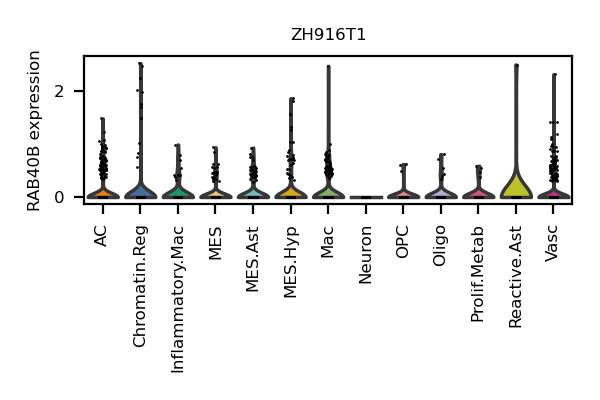 ZH916T1
RAB40B expression
2
0
AC
Chromatin.Reg
Inflammatory.Mac
MES
MES.Ast
MES.Hyp
Mac
Neuron
OPC
Oligo
Prolif.Metab
Reactive.Ast
Vasc